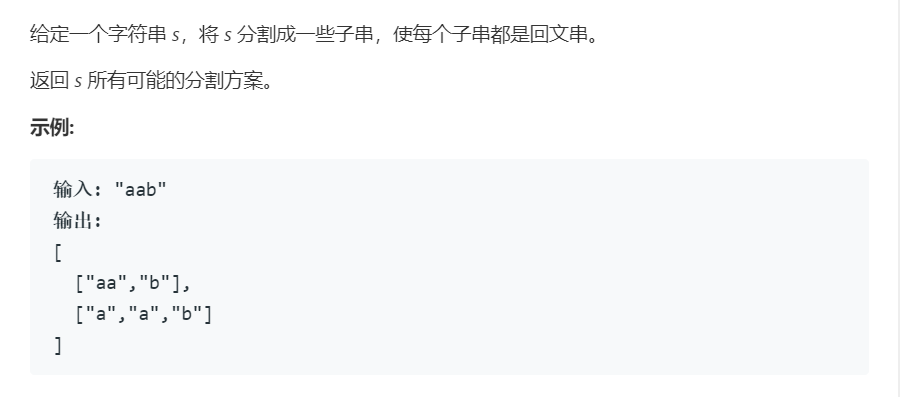 给定一个字符串 s，将 s 分割成一些子串，使每个子串都是回文串。
返回 s 所有可能的分割方案。
示例:
输入: "aab"
输出:
[
  ["aa","b"],
  ["a","a","b"]
]